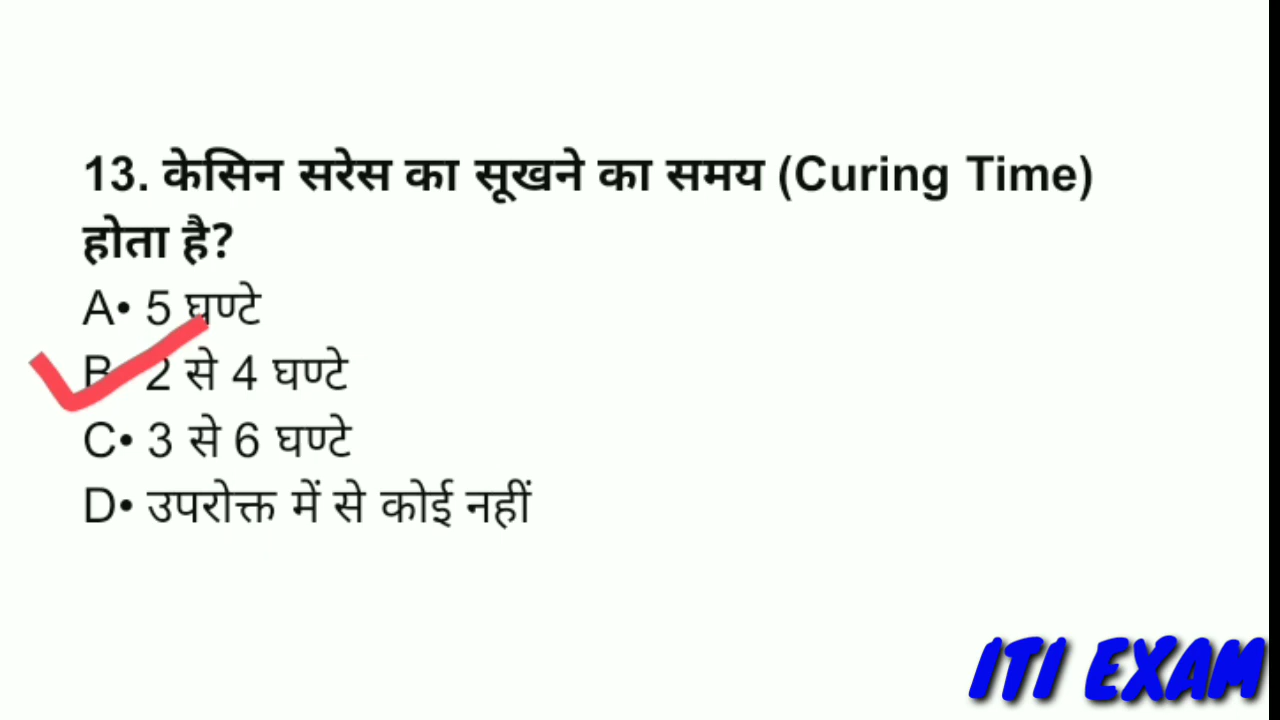 13. केसिन सरेस का सूखने का समय (Curing Time)
होता है?
A• 5 घण्टे
B• 2 से 4 घण्टे
C• 3 से 6 घण्टे
D• उपरोक्त में से कोई नहीं
ITI EXAM